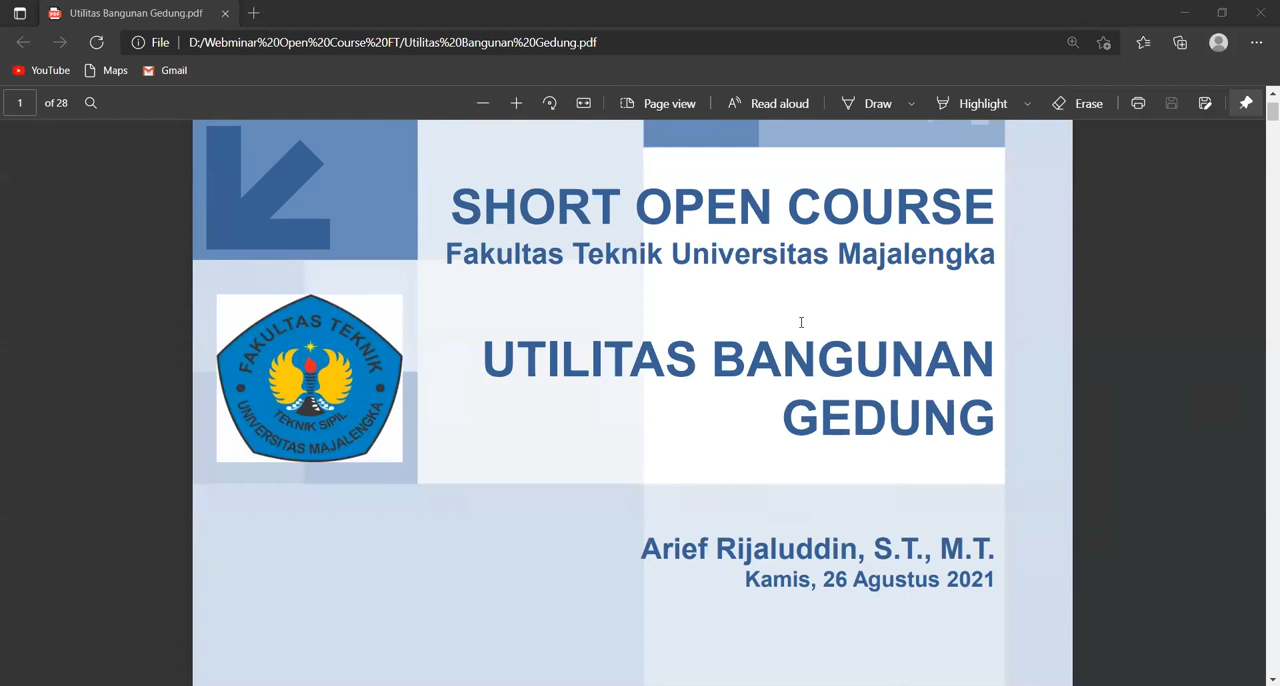 Utilitas Bangunan Gedung.pdf
File D:/Webminar%20Open%20Course%20FT/Utilitas%20Bangunan%20Gedung.pdf
YouTube Maps Gmail
1 of 28 Page view Read aloud Draw Highlight Erase
SHORT OPEN COURSE
Fakultas Teknik Universitas Majalengka
FAKULTAS TEKNIK
TEKNIK SIPIL
UNIVERSITAS MAJALENGKA
UTILITAS BANGUNAN
GEDUNG
Arief Rijaluddin, S.T., M.T.
Kamis, 26 Agustus 2021